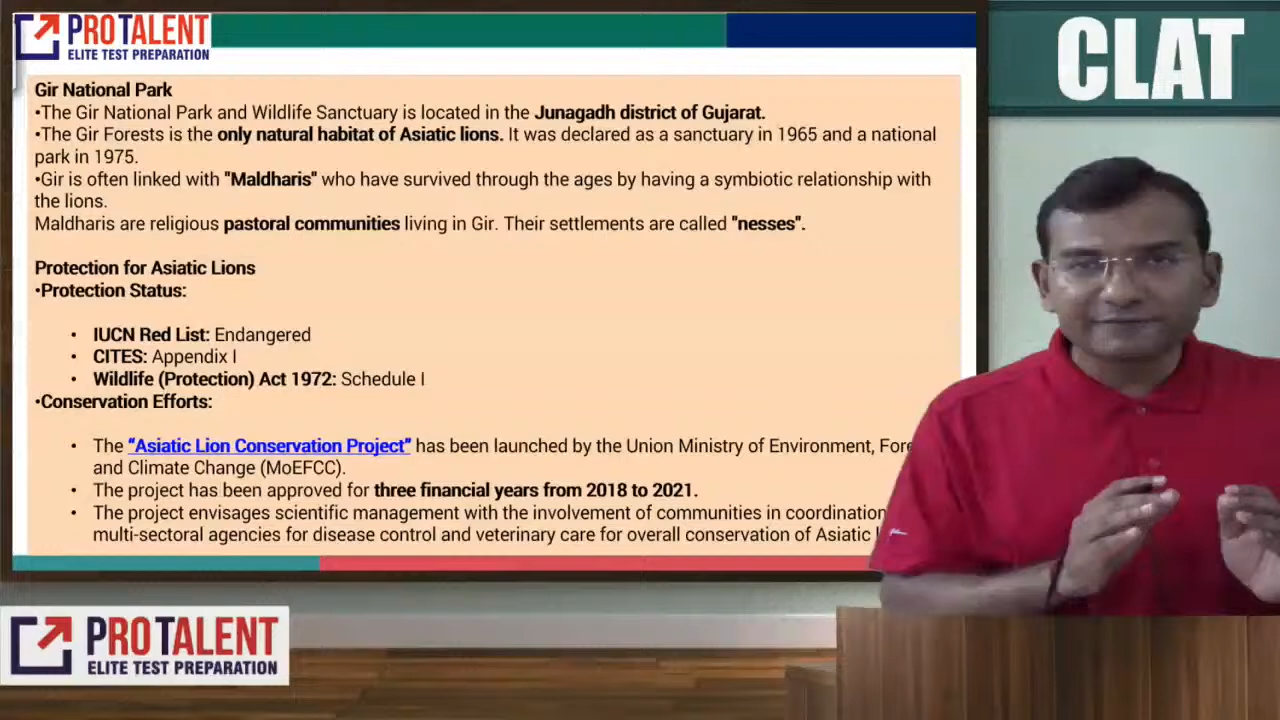 PROTALENT
ELITE TEST PREPARATION
CLAT
Gir National Park
•The Gir National Park and Wildlife Sanctuary is located in the Junagadh district of Gujarat.
•The Gir Forests is the only natural habitat of Asiatic lions. It was declared as a sanctuary in 1965 and a national
park in 1975.
•Gir is often linked with "Maldharis" who have survived through the ages by having a symbiotic relationship with
the lions.
Maldharis are religious pastoral communities living in Gir. Their settlements are called "nesses".
Protection for Asiatic Lions
•Protection Status:
• IUCN Red List: Endangered
• CITES: Appendix I
• Wildlife (Protection) Act 1972: Schedule I
•Conservation Efforts:
• The “Asiatic Lion Conservation Project” has been launched by the Union Ministry of Environment,
and Climate Change (MoEFCC).
• The project has been approved for three financial years from 2018 to 2021.
• The project envisages scientific management with the involvement of communities in coordination
multi-sectoral agencies for disease control and veterinary care for overall conservation of Asiatic
PROTALENT
ELITE TEST PREPARATION